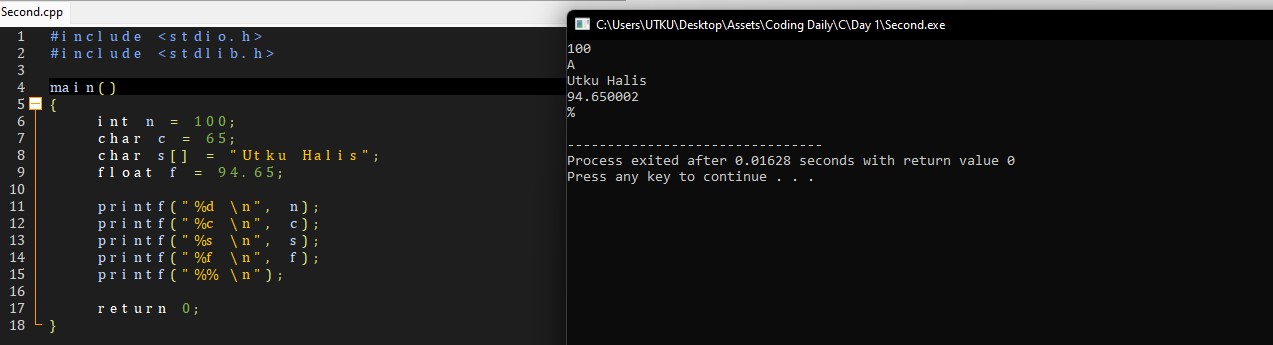 Second.cpp
1 #include <stdio.h>
2 #include <stdlib.h>
3
4 main()
5 {
6 int n = 100;
7 char c = 65;
8 char s[] = "Utku Halis";
9 float f = 94.65;
10
11 printf("%d \n", n);
12 printf("%c \n", c);
13 printf("%s \n", s);
14 printf("%f \n", f);
15 printf("%% \n");
16
17 return 0;
18 }
C:\Users\UTKU\Desktop\Assets\Coding Daily\C\Day 1\Second.exe
100
A
Utku Halis
94.650002
%
--------------------------------
Process exited after 0.01628 seconds with return value 0
Press any key to continue . . .